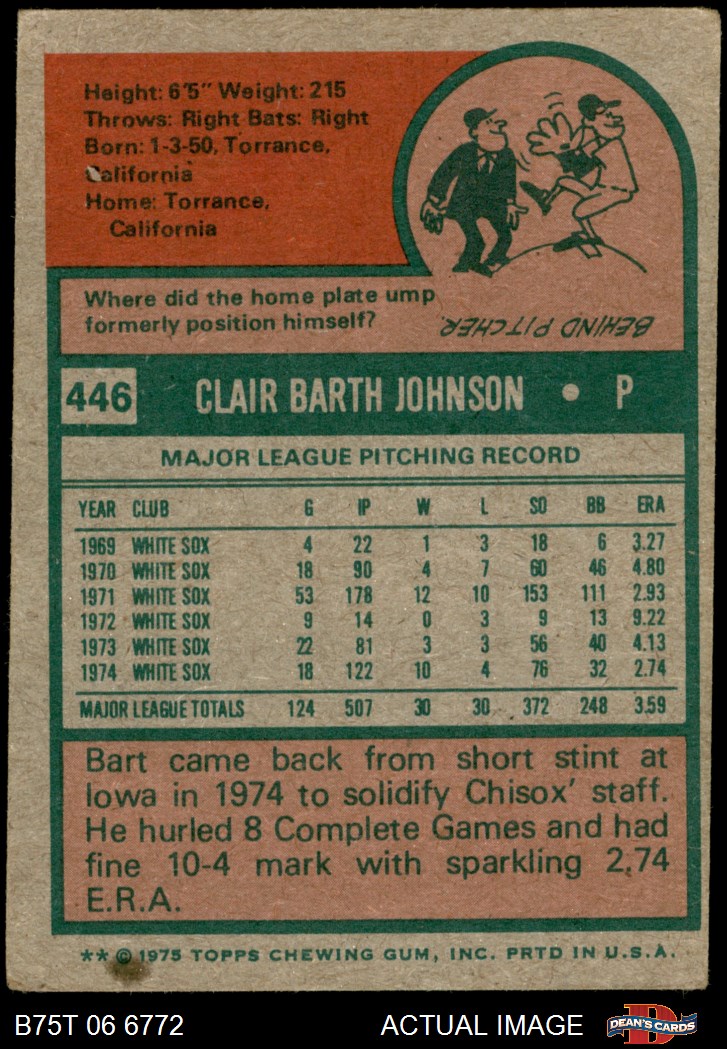 Height: 6'5" Weight: 215
Throws: Right Bats: Right
Born: 1-3-50, Torrance,
California
Home: Torrance,
California
Where did the home plate ump
formerly position himself?
BEHIND PITCHER.
446 CLAIR BARTH JOHNSON • P
MAJOR LEAGUE PITCHING RECORD
YEAR CLUB G IP W L SO BB ERA
1969 WHITE SOX 4 22 1 3 18 6 3.27
1970 WHITE SOX 18 90 4 7 60 46 4.80
1971 WHITE SOX 53 178 12 10 153 111 2.93
1972 WHITE SOX 9 14 0 3 9 13 9.22
1973 WHITE SOX 22 81 3 3 56 40 4.13
1974 WHITE SOX 18 122 10 4 76 32 2.74
MAJOR LEAGUE TOTALS 124 507 30 30 372 248 3.59
Bart came back from short stint at
Iowa in 1974 to solidify Chisox' staff.
He hurled 8 Complete Games and had
fine 10-4 mark with sparkling 2.74
E.R.A.
** © 1975 TOPPS CHEWING GUM, INC. PRTD IN U.S.A.
B75T 06 6772 ACTUAL IMAGE DEAN'S CARDS